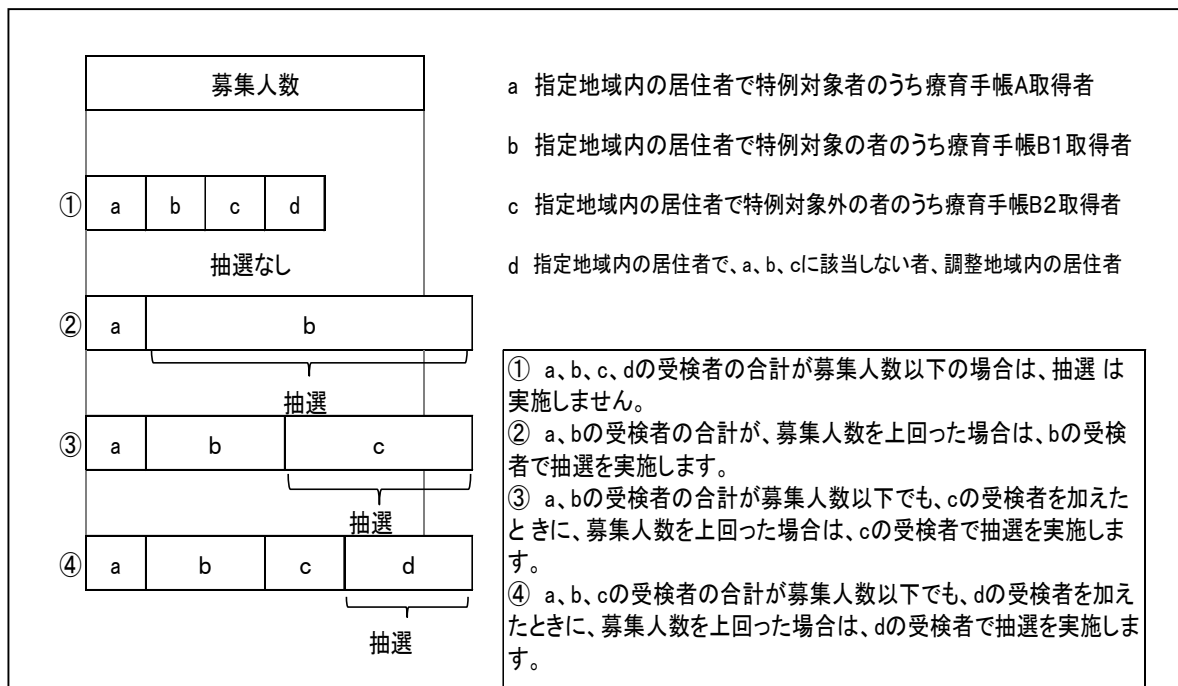 募集人数
a 指定地域内の居住者で特例対象者のうち療育手帳A取得者
b 指定地域内の居住者で特例対象の者のうち療育手帳B1取得者
c 指定地域内の居住者で特例対象外の者のうち療育手帳B2取得者
d 指定地域内の居住者で、a、b、cに該当しない者、調整地域内の居住者
① a b c d
抽選なし
② a b
抽選
③ a b c
抽選
④ a b c d
抽選
① a、b、c、dの受検者の合計が募集人数以下の場合は、抽選 は
実施しません。
② a、bの受検者の合計が、募集人数を上回った場合は、bの受検
者で抽選を実施します。
③ a、bの受検者の合計が募集人数以下でも、cの受検者を加えた
と きに、募集人数を上回った場合は、cの受検者で抽選を実施しま
す。
④ a、b、cの受検者の合計が募集人数以下でも、dの受検者を加え
たときに、募集人数を上回った場合は、dの受検者で抽選を実施しま
す。